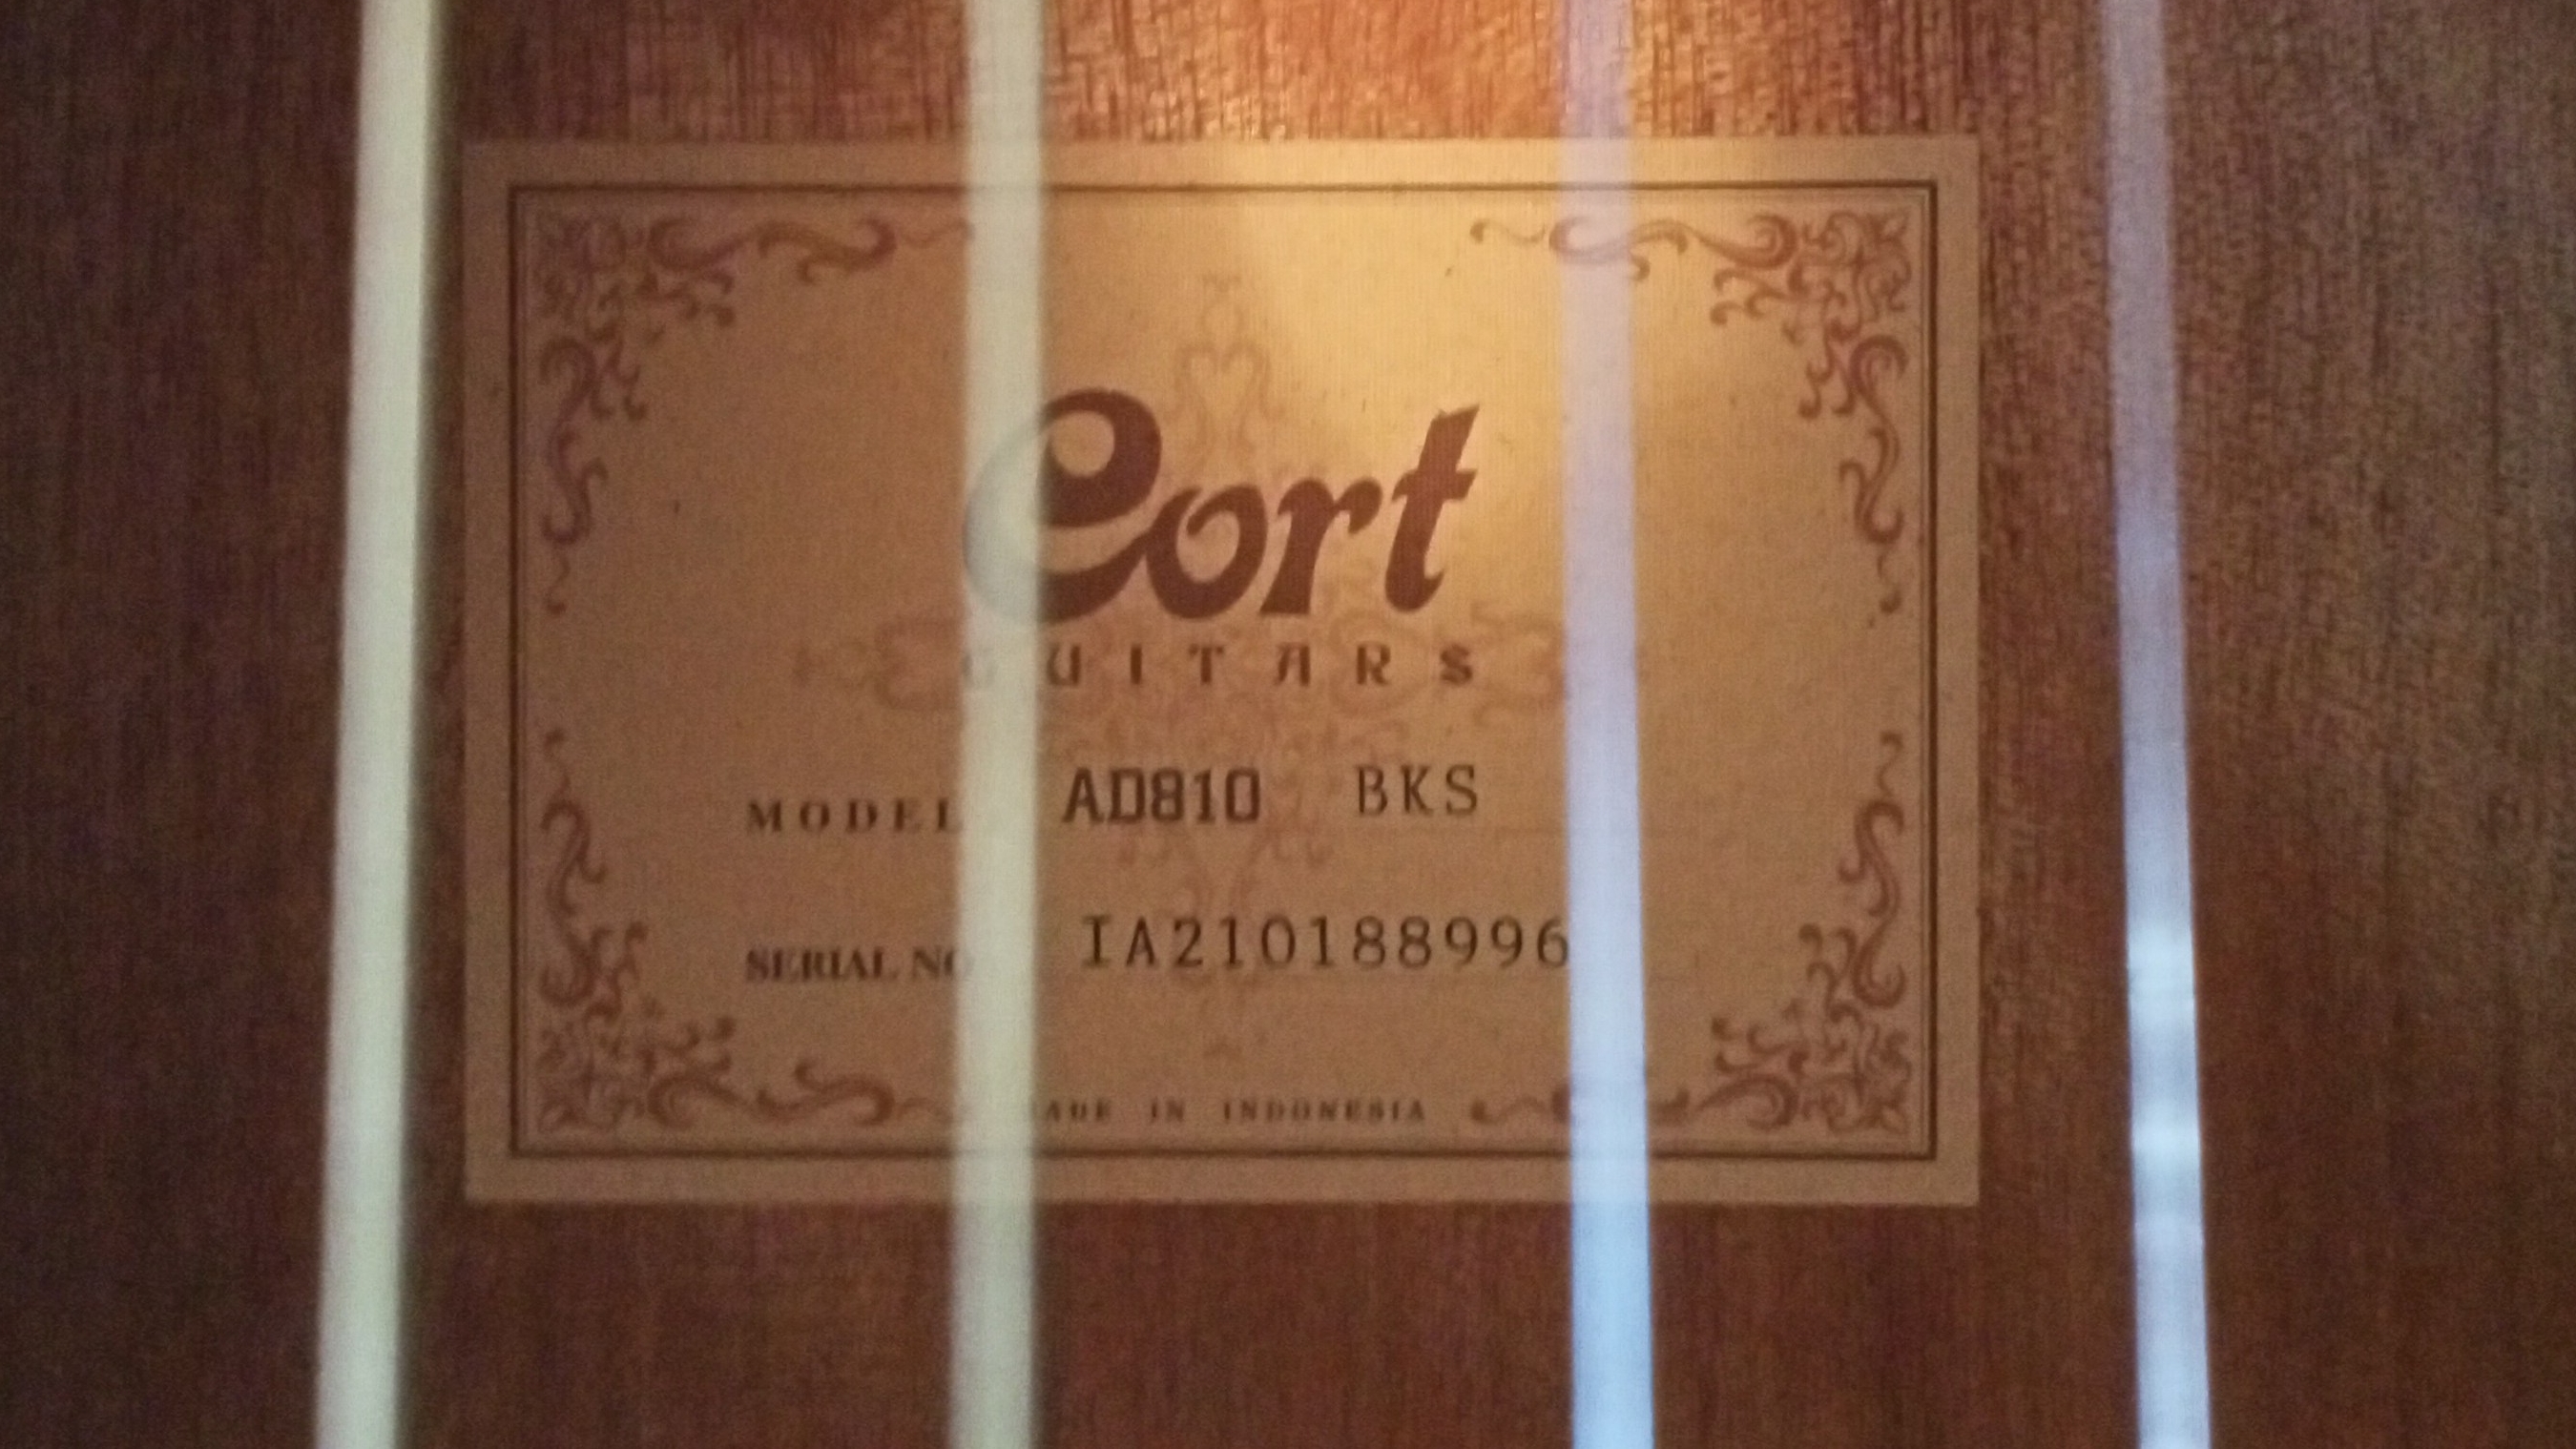 Cort
GUITARS
MODEL AD810 BKS
SERIAL NO IA210188996
MADE IN INDONESIA